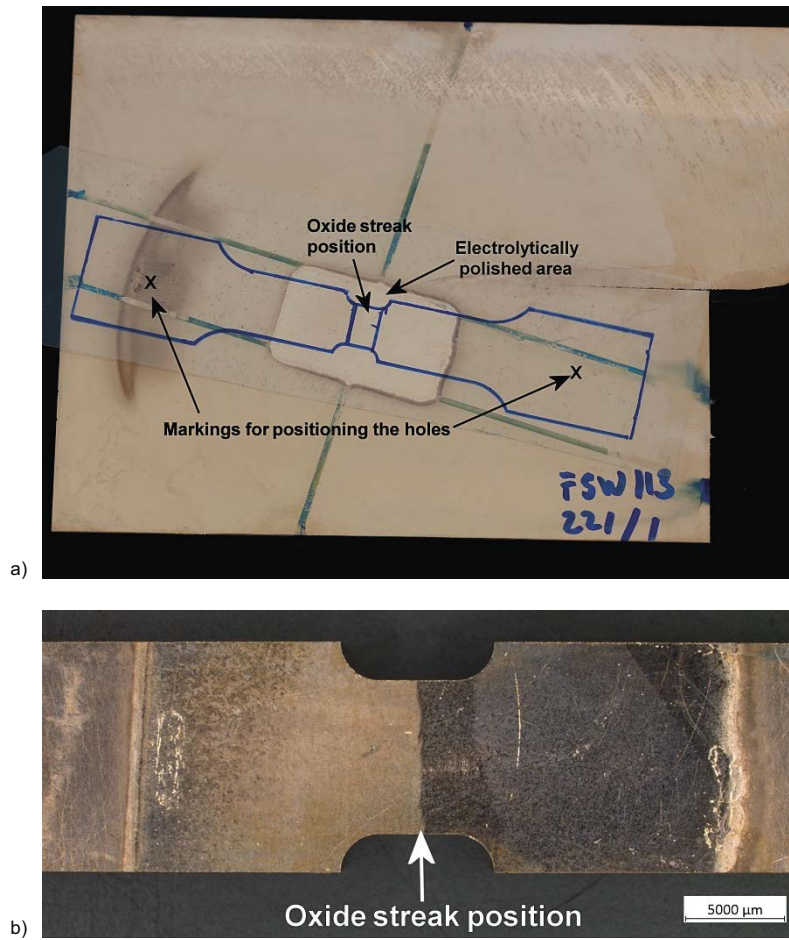 Oxide streak
position
Electrolytically
polished area
X
X
Markings for positioning the holes
FSW 113
221/1
a)
5000 µm
Oxide streak position
b)